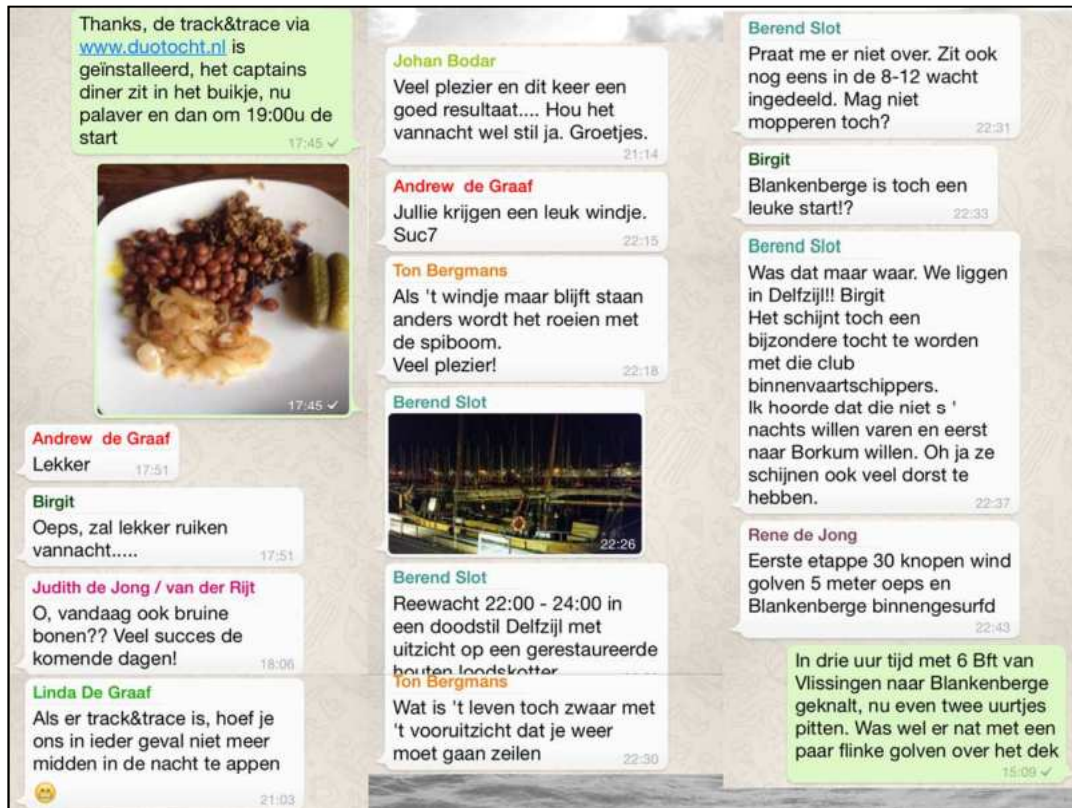 Thanks, de track&trace via
www.duotocht.nl is
geïnstalleerd, het captains
diner zit in het buikje, nu
palaver en dan om 19:00u de
start
17:45
17:45
Andrew de Graaf
Lekker
17:51
Birgit
Oeps, zal lekker ruiken
vannacht.....
17:51
Judith de Jong / van der Rijt
O, vandaag ook bruine
bonen?? Veel succes de
komende dagen!
18:06
Linda De Graaf
Als er track&trace is, hoef je
ons in ieder geval niet meer
midden in de nacht te appen
21:03
Johan Bodar
Veel plezier en dit keer een
goed resultaat.... Hou het
vannacht wel stil ja. Groetjes.
21:14
Andrew de Graaf
Jullie krijgen een leuk windje.
Suc7
22:15
Ton Bergmans
Als 't windje maar blijft staan
anders wordt het roeien met
de spiboom.
Veel plezier!
22:18
Berend Slot
22:26
Berend Slot
Reewacht 22:00 - 24:00 in
een doodstil Delfzijl met
uitzicht op een gerestaureerde
houten loodskotter
Ton Bergmans
Wat is 't leven toch zwaar met
't vooruitzicht dat je weer
moet gaan zeilen
22:30
Berend Slot
Praat me er niet over. Zit ook
nog eens in de 8-12 wacht
ingedeeld. Mag niet
mopperen toch?
22:31
Birgit
Blankenberge is toch een
leuke start!?
22:33
Berend Slot
Was dat maar waar. We liggen
in Delfzijl!! Birgit
Het schijnt toch een
bijzondere tocht te worden
met die club
binnenvaartschippers.
Ik hoorde dat die niet s '
nachts willen varen en eerst
naar Borkum willen. Oh ja ze
schijnen ook veel dorst te
hebben.
22:37
Rene de Jong
Eerste etappe 30 knopen wind
golven 5 meter oeps en
Blankenberge binnengesurfd
22:43
In drie uur tijd met 6 Bft van
Vlissingen naar Blankenberge
geknalt, nu even twee uurtjes
pitten. Was wel er nat met een
paar flinke golven over het dek
15:09